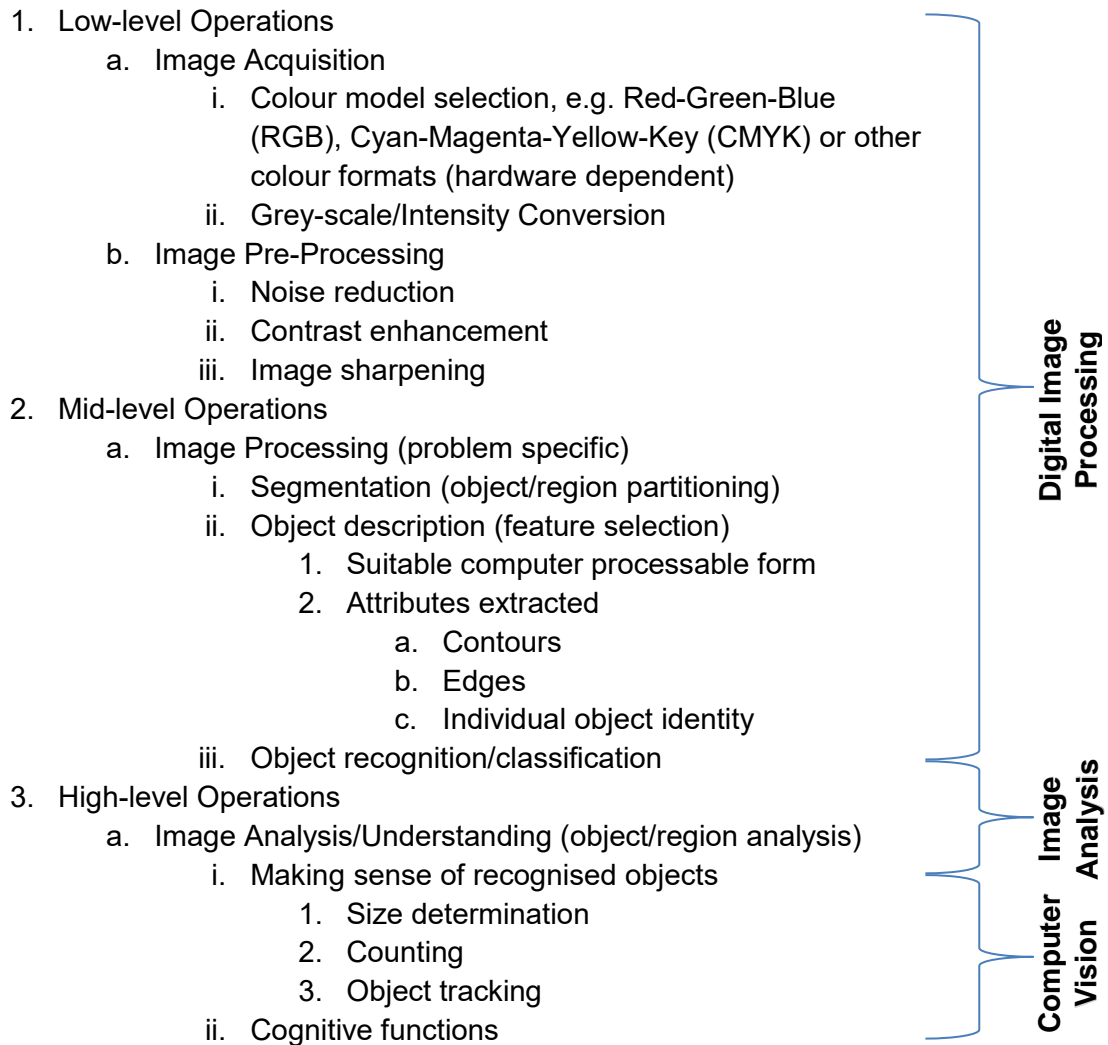 1. Low-level Operations
a. Image Acquisition
i. Colour model selection, e.g. Red-Green-Blue
(RGB), Cyan-Magenta-Yellow-Key (CMYK) or other
colour formats (hardware dependent)
ii. Grey-scale/Intensity Conversion
b. Image Pre-Processing
i. Noise reduction
ii. Contrast enhancement
iii. Image sharpening
2. Mid-level Operations
a. Image Processing (problem specific)
i. Segmentation (object/region partitioning)
ii. Object description (feature selection)
1. Suitable computer processable form
2. Attributes extracted
a. Contours
b. Edges
c. Individual object identity
iii. Object recognition/classification
3. High-level Operations
a. Image Analysis/Understanding (object/region analysis)
i. Making sense of recognised objects
1. Size determination
2. Counting
3. Object tracking
ii. Cognitive functions
Digital Image
Processing
Image
Analysis
Computer
Vision